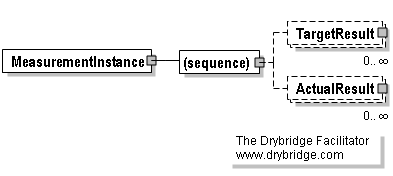 TargetResult
0.. ∞
MeasurementInstance
(sequence)
ActualResult
0.. ∞
The Drybridge Facilitator
www.drybridge.com